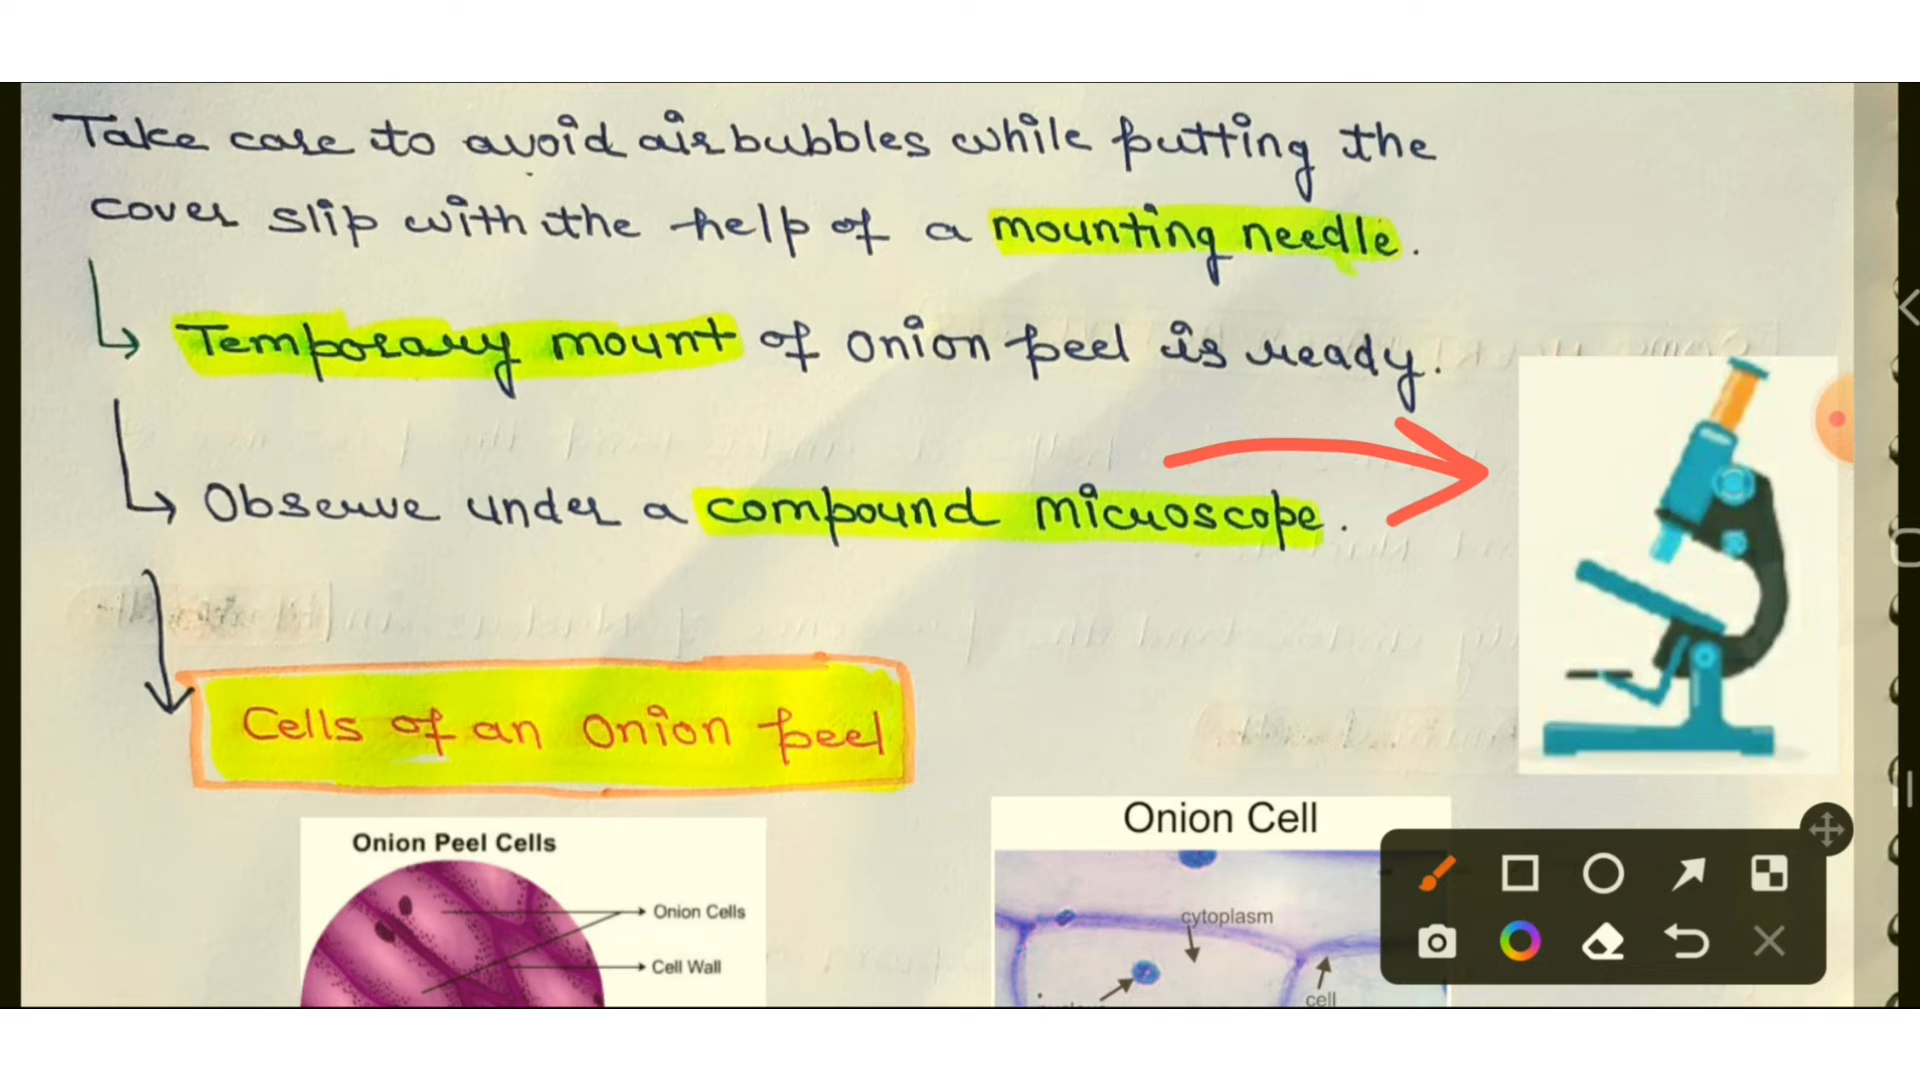 Take care to avoid air bubbles while putting the
cover slip with the help of a mounting needle.
Temporary mount of onion peel is ready.
Observe under a compound microscope.
Cells of an Onion peel
Onion Peel Cells
Onion Cells
Cell Wall
Onion Cell
cytoplasm
cell